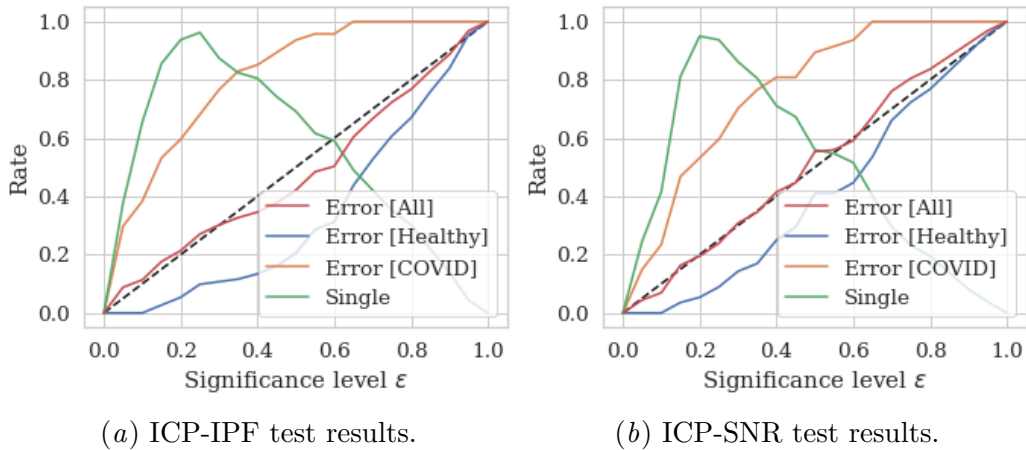 1.0
0.8
0.6
0.4
0.2
0.0
Rate
Error [All]
Error [Healthy]
Error [COVID]
Single
0.0 0.2 0.4 0.6 0.8 1.0
Significance level ε
(a) ICP-IPF test results.
1.0
0.8
0.6
0.4
0.2
0.0
Rate
Error [All]
Error [Healthy]
Error [COVID]
Single
0.0 0.2 0.4 0.6 0.8 1.0
Significance level ε
(b) ICP-SNR test results.